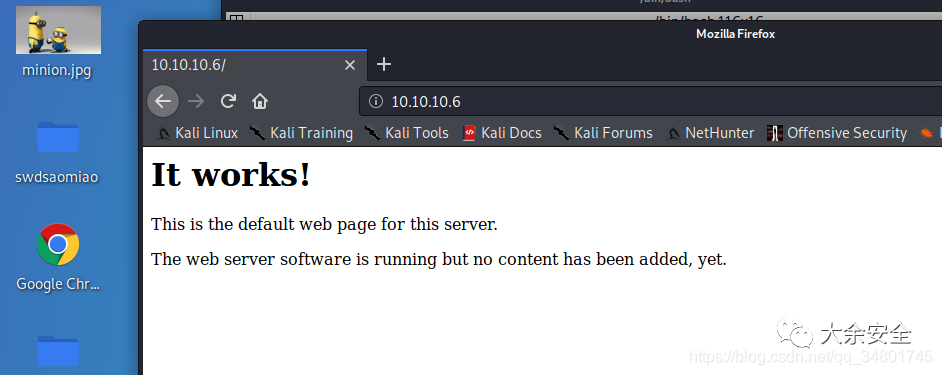 /bin/bash
/bin/bash 116x16
Mozilla Firefox
10.10.10.6/
10.10.10.6
Kali Linux
Kali Training
Kali Tools
Kali Docs
Kali Forums
NetHunter
Offensive Security
It works!
This is the default web page for this server.
The web server software is running but no content has been added, yet.
minion.jpg
swdsaomiao
Google Chr...
大余安全
https://blog.csdn.net/qq_34801745